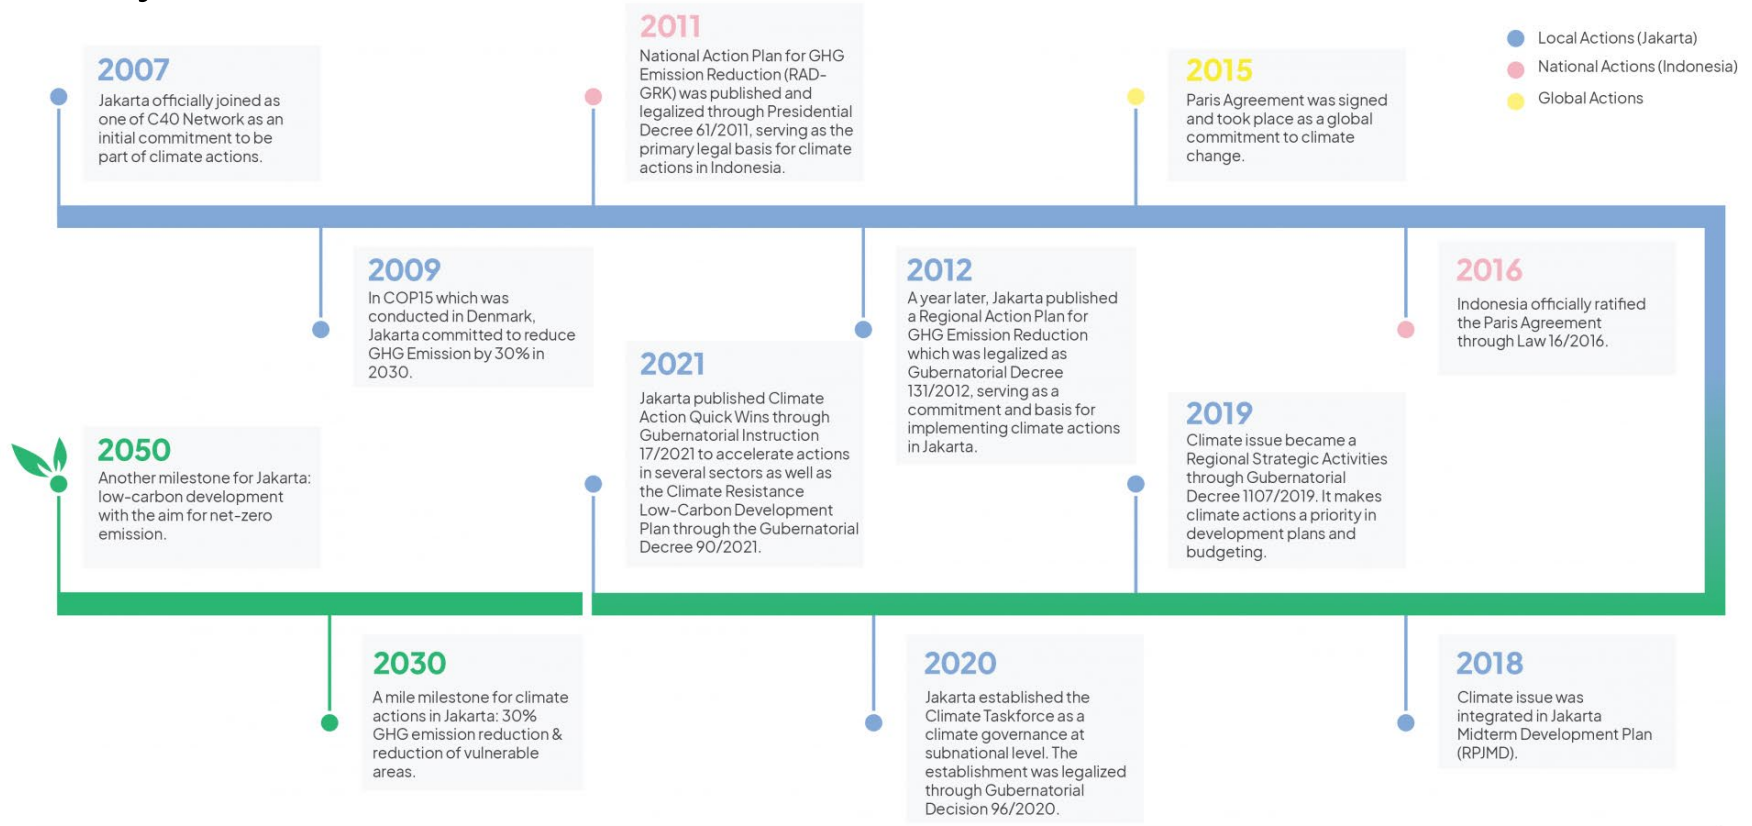 2007
Jakarta officially joined as
one of C40 Network as an
initial commitment to be
part of climate actions.
2011
National Action Plan for GHG
Emission Reduction (RAD-
GRK) was published and
legalized through Presidential
Decree 61/2011, serving as the
primary legal basis for climate
actions in Indonesia.
2015
Paris Agreement was signed
and took place as a global
commitment to climate
change.
Local Actions (Jakarta)
National Actions (Indonesia)
Global Actions
2009
In COP15 which was
conducted in Denmark,
Jakarta committed to reduce
GHG Emission by 30% in
2030.
2012
A year later, Jakarta published
a Regional Action Plan for
GHG Emission Reduction
which was legalized as
Gubernatorial Decree
131/2012, serving as a
commitment and basis for
implementing climate actions
in Jakarta.
2016
Indonesia officially ratified
the Paris Agreement
through Law 16/2016.
2050
Another milestone for Jakarta:
low-carbon development
with the aim for net-zero
emission.
2021
Jakarta published Climate
Action Quick Wins through
Gubernatorial Instruction
17/2021 to accelerate actions
in several sectors as well as
the Climate Resistance
Low-Carbon Development
Plan through the Gubernatorial
Decree 90/2021.
2019
Climate issue became a
Regional Strategic Activities
through Gubernatorial
Decree 1107/2019. It makes
climate actions a priority in
development plans and
budgeting.
2030
A mile milestone for climate
actions in Jakarta: 30%
GHG emission reduction &
reduction of vulnerable
areas.
2020
Jakarta established the
Climate Taskforce as a
climate governance at
subnational level. The
establishment was legalized
through Gubernatorial
Decision 96/2020.
2018
Climate issue was
integrated in Jakarta
Midterm Development Plan
(RPJMD).